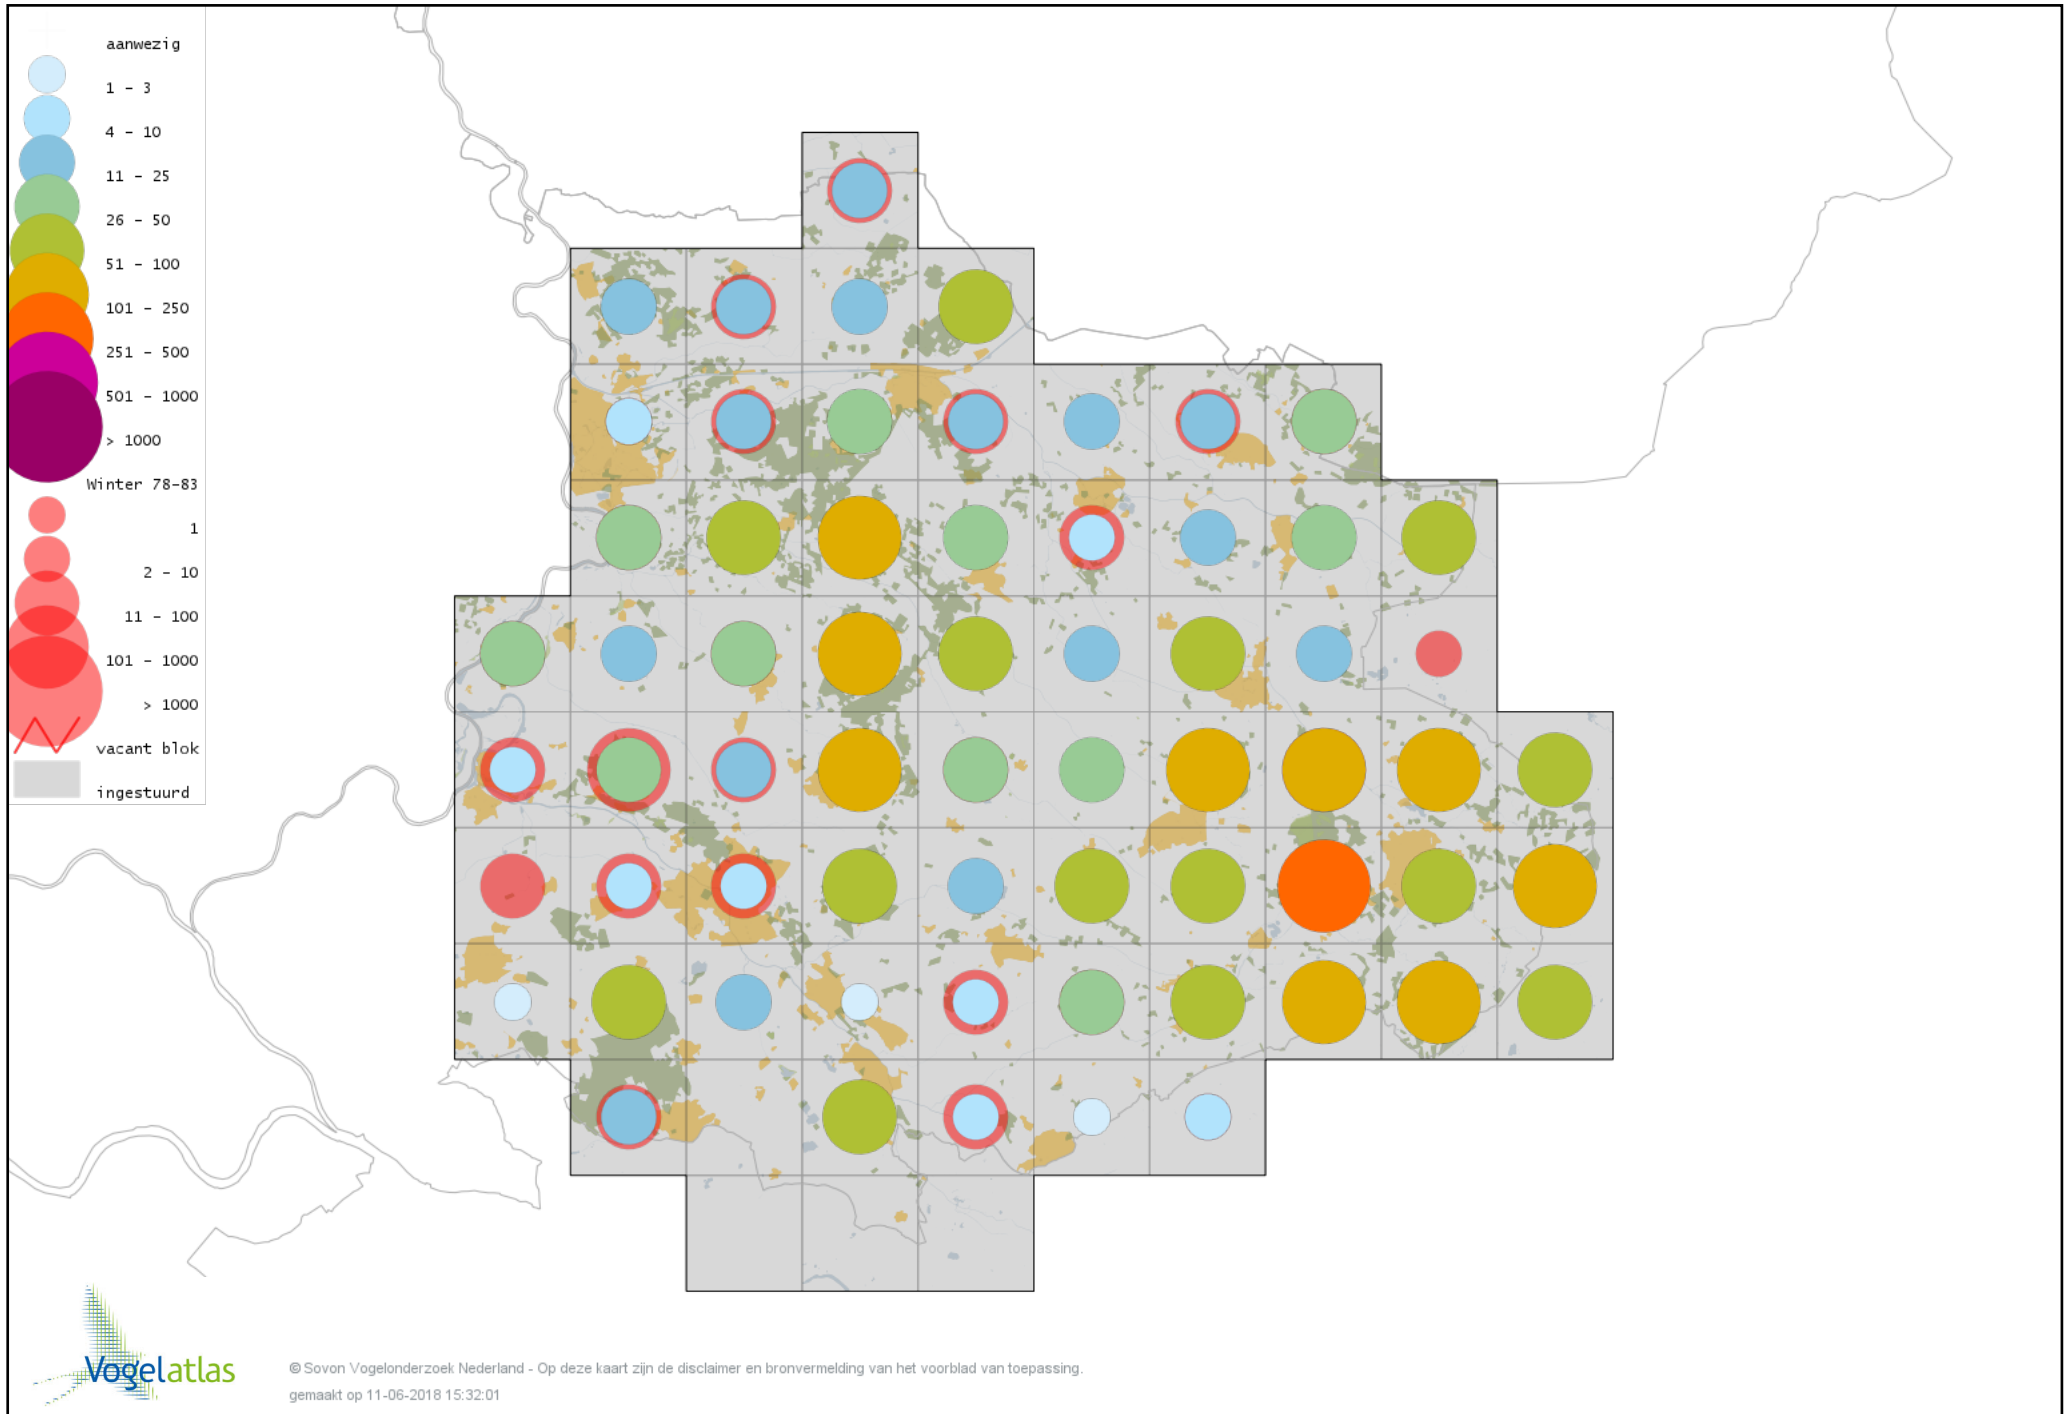 aanwezig
1 - 3
4 - 10
11 - 25
26 - 50
51 - 100
101 - 250
251 - 500
501 - 1000
> 1000
Winter 78-83
1
2 - 10
11 - 100
101 - 1000
> 1000
vacant blok
ingestuurd
Vogelatlas
© Sovon Vogelonderzoek Nederland - Op deze kaart zijn de disclaimer en bronvermelding van het voorblad van toepassing.
gemaakt op 11-06-2018 15:32:01